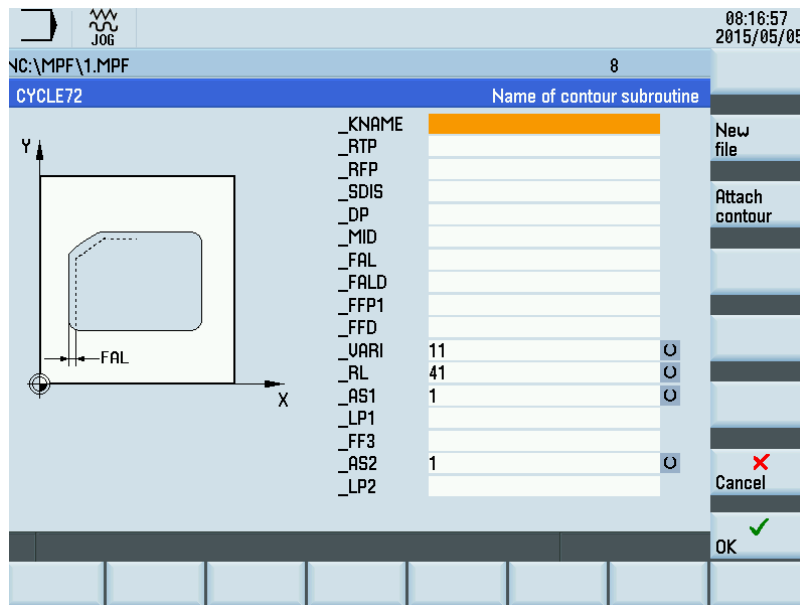 08:16:57
JOG
2015/05/05
NC:\MPF\1.MPF 8
CYCLE72 Name of contour subroutine
_KNAME
_RTP
_RFP
_SDIS
_DP
_MID
_FAL
_FALD
_FFP1
_FFD
_VARI 11
_RL 41
_AS1 1
_LP1
_FF3
_AS2 1
_LP2
Y
FAL
X
New
file
Attach
contour
Cancel
OK